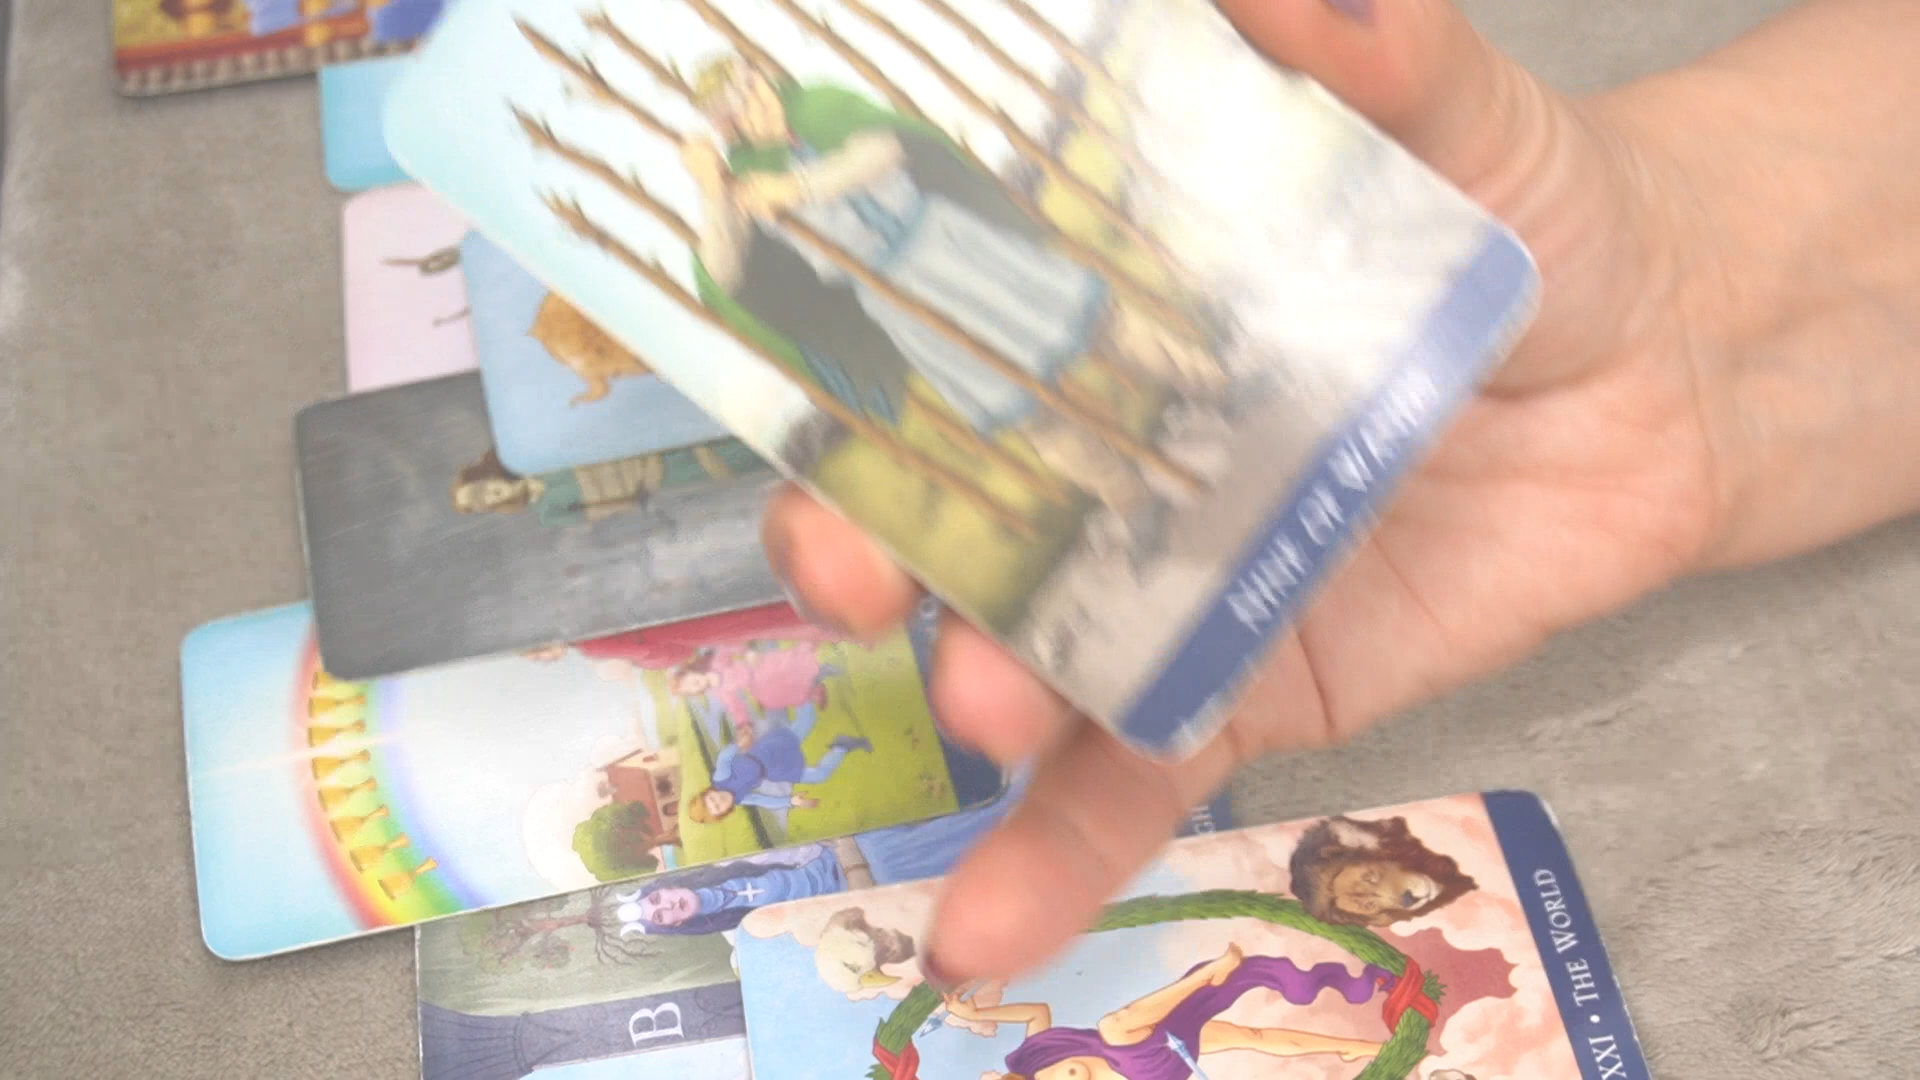 NINE OF WANDS
B
XXI • THE WORLD